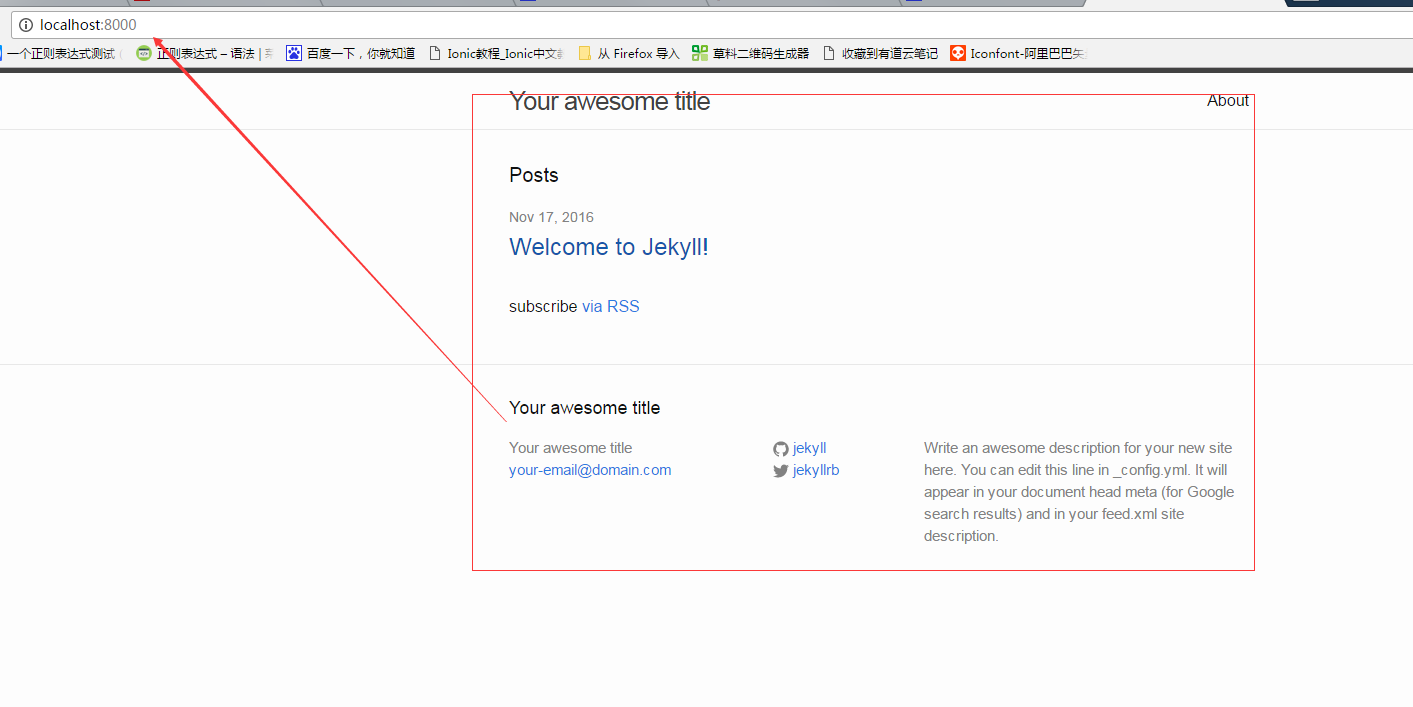 localhost:8000
一个正则表达式测试
正则表达式 – 语法 |
百度一下，你就知道
Ionic教程_Ionic中文
从 Firefox 导入
草料二维码生成器
收藏到有道云笔记
Iconfont-阿里巴巴矢
Your awesome title
About
Posts
Nov 17, 2016
Welcome to Jekyll!
subscribe via RSS
Your awesome title
Your awesome title
your-email@domain.com
jekyll
jekyllrb
Write an awesome description for your new site
here. You can edit this line in _config.yml. It will
appear in your document head meta (for Google
search results) and in your feed.xml site
description.